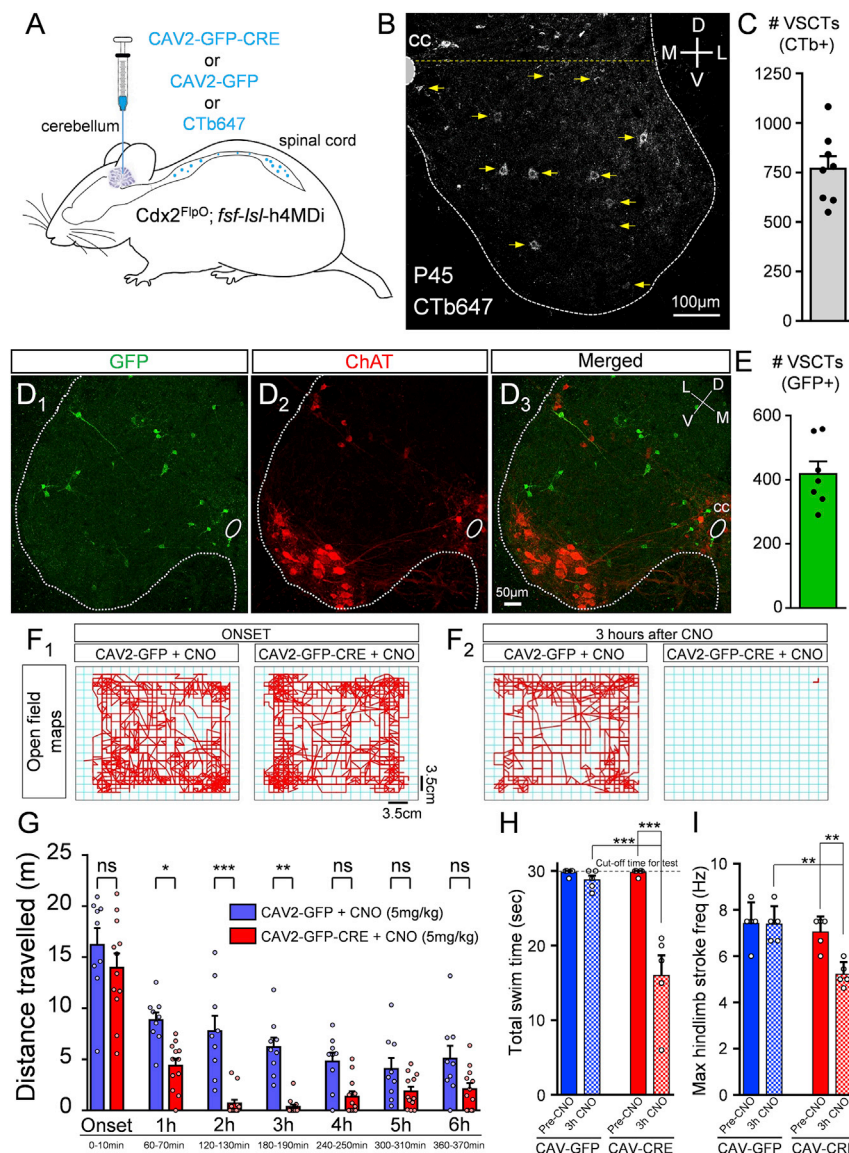 A
CAV2-GFP-CRE
or
CAV2-GFP
or
CTb647
cerebellum
spinal cord
Cdx2FlpO; fsf-lsl-h4MDi
B
cc
D
M L
V
P45
CTb647
100µm
C
# VSCTs
(CTb+)
1250
1000
750
500
250
0
GFP
ChAT
Merged
D1
D2
D3
L D
V M
cc
50µm
E
# VSCTs
(GFP+)
600
400
200
0
F1
ONSET
CAV2-GFP + CNO
CAV2-GFP-CRE + CNO
Open field
maps
3.5cm
3.5cm
F2
3 hours after CNO
CAV2-GFP + CNO
CAV2-GFP-CRE + CNO
G
Distance travelled (m)
25
20
15
10
5
0
ns
*
***
**
ns
ns
ns
CAV2-GFP + CNO (5mg/kg)
CAV2-GFP-CRE + CNO (5mg/kg)
Onset 1h 2h 3h 4h 5h 6h
0-10min 60-70min 120-130min 180-190min 240-250min 300-310min 360-370min
H
Total swim time (sec)
40
30
20
10
0
***
***
Cut-off time for test
Pre-CNO
3h CNO
Pre-CNO
3h CNO
CAV-GFP
CAV-CRE
I
Max hindlimb stroke freq (Hz)
10
8
6
4
2
0
**
**
Pre-CNO
3h CNO
Pre-CNO
3h CNO
CAV-GFP
CAV-CRE